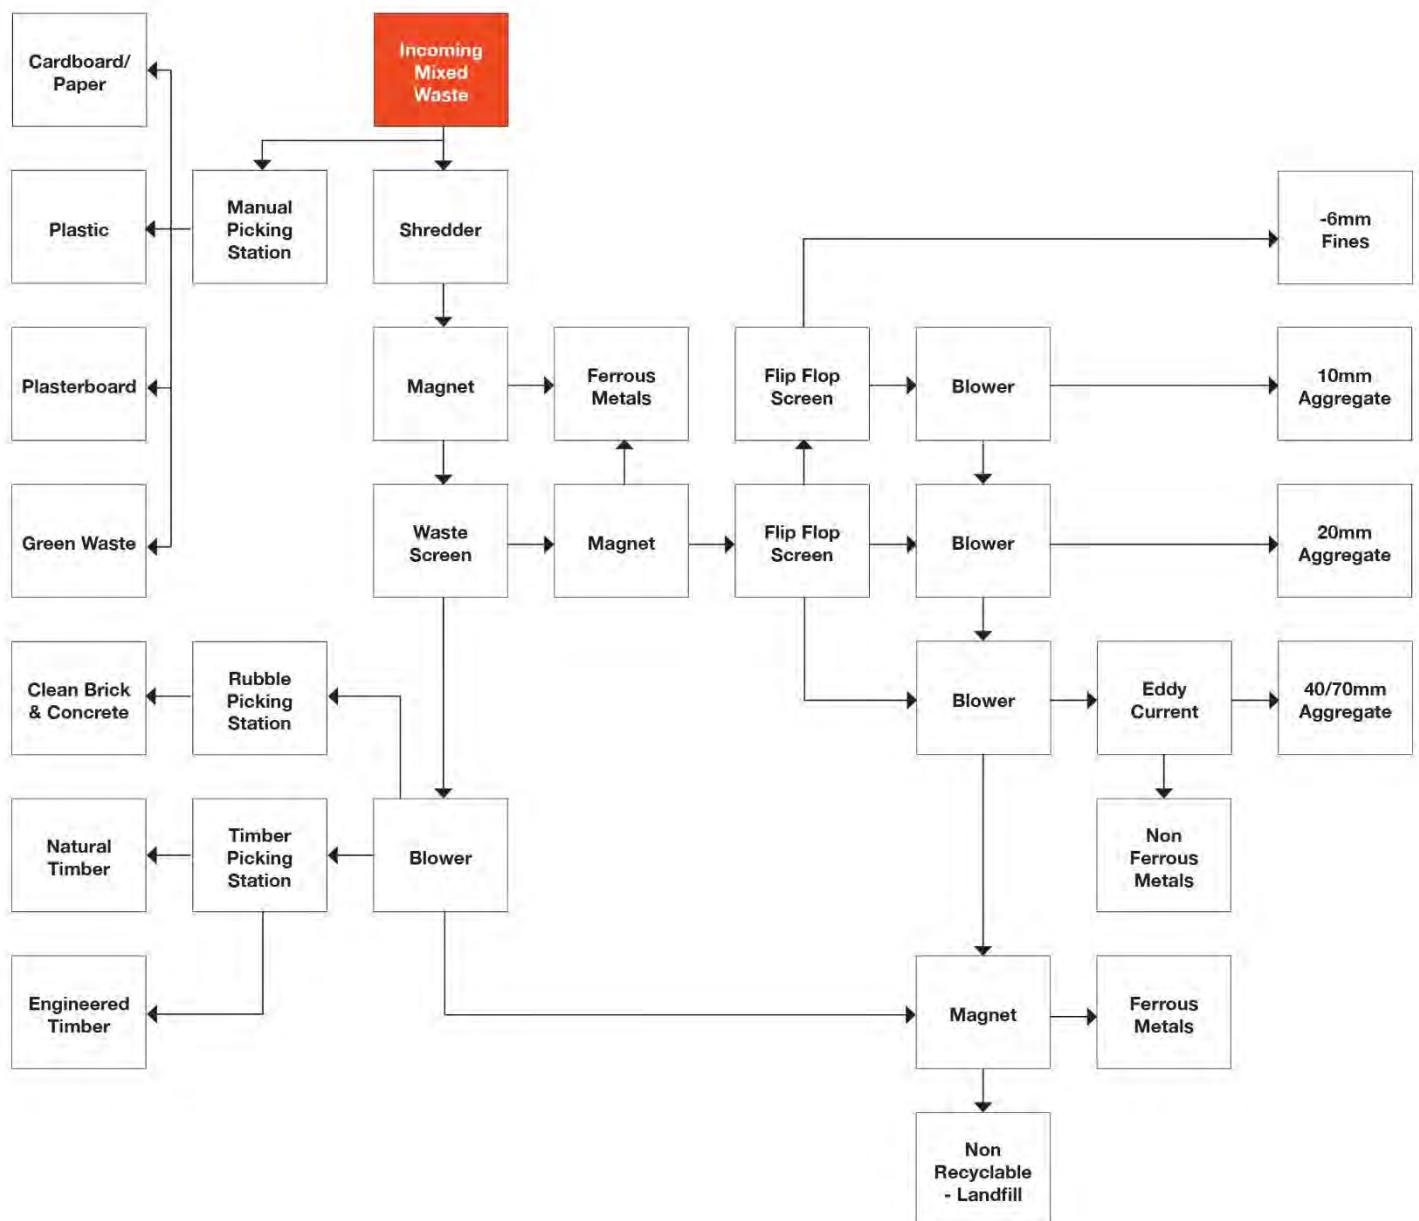 Cardboard/
Paper
Incoming
Mixed
Waste
Plastic
Manual
Picking
Station
Shredder
-6mm
Fines
Plasterboard
Magnet
Ferrous
Metals
Flip Flop
Screen
Blower
10mm
Aggregate
Green Waste
Waste
Screen
Magnet
Flip Flop
Screen
Blower
20mm
Aggregate
Clean Brick
& Concrete
Rubble
Picking
Station
Blower
Eddy
Current
40/70mm
Aggregate
Natural
Timber
Timber
Picking
Station
Blower
Non
Ferrous
Metals
Engineered
Timber
Magnet
Ferrous
Metals
Non
Recyclable
- Landfill